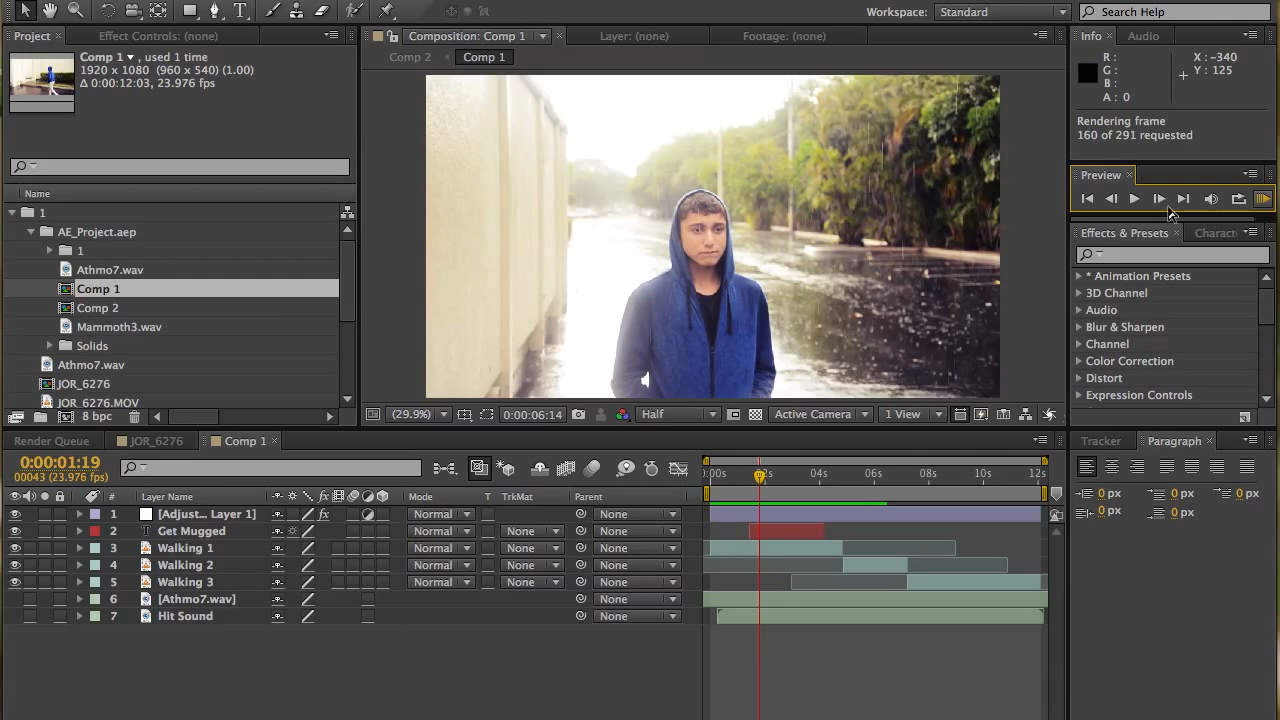 Workspace: Standard Search Help
Project × Effect Controls: (none)
Comp 1 ▾ , used 1 time
1920 x 1080 (960 x 540) (1.00)
Δ 0:00:12:03, 23.976 fps
Name
1
AE_Project.aep
1
Athmo7.wav
Comp 1
Comp 2
Mammoth3.wav
Solids
Athmo7.wav
JOR_6276
JOR_6276.MOV
8 bpc
Composition: Comp 1 Layer: (none) Footage: (none)
Comp 2 Comp 1
(29.9%) 0:00:06:14 Half Active Camera 1 View
Info × Audio
R : X : -340
G : Y : 125
B :
A : 0
Rendering frame
160 of 291 requested
Preview ×
Effects & Presets × Charact
* Animation Presets
3D Channel
Audio
Blur & Sharpen
Channel
Color Correction
Distort
Expression Controls
Render Queue JOR_6276 Comp 1 ×
0:00:01:19
00043 (23.976 fps)
:00s 02s 04s 06s 08s 10s 12s
# Layer Name fx Mode T TrkMat Parent
1 [Adjust... Layer 1] fx Normal None
2 T Get Mugged Normal None None
3 Walking 1 Normal None None
4 Walking 2 Normal None None
5 Walking 3 Normal None None
6 [Athmo7.wav] None
7 Hit Sound None
Tracker Paragraph ×
0 px 0 px 0 px
0 px 0 px